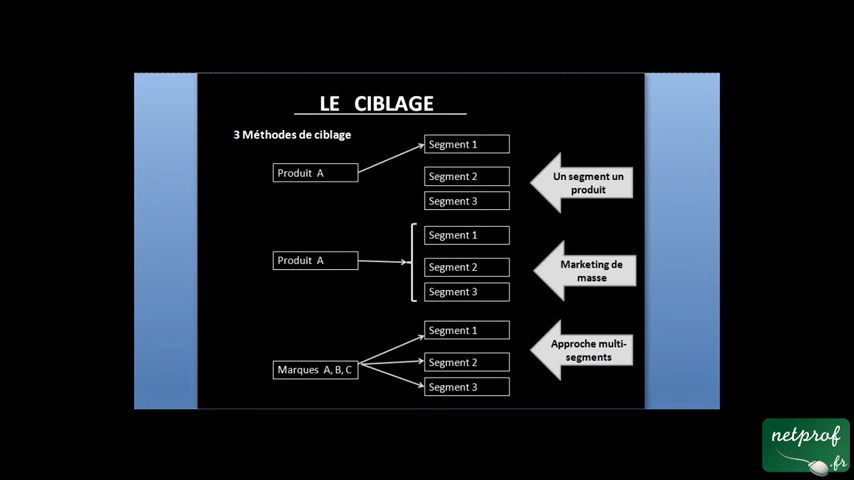 LE CIBLAGE
3 Méthodes de ciblage
Produit A
Segment 1
Segment 2
Segment 3
Un segment un
produit
Produit A
Segment 1
Segment 2
Segment 3
Marketing de
masse
Marques A, B, C
Segment 1
Segment 2
Segment 3
Approche multi-
segments
netprof
.fr